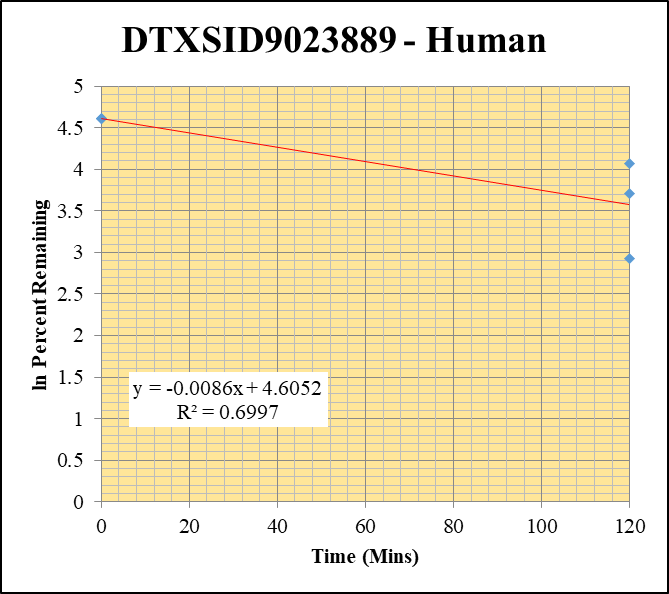 DTXSID9023889 - Human
5
4.5
4
3.5
3
2.5
2
1.5
1
0.5
0
ln Percent Remaining
y = -0.0086x + 4.6052
R² = 0.6997
0 20 40 60 80 100 120
Time (Mins)